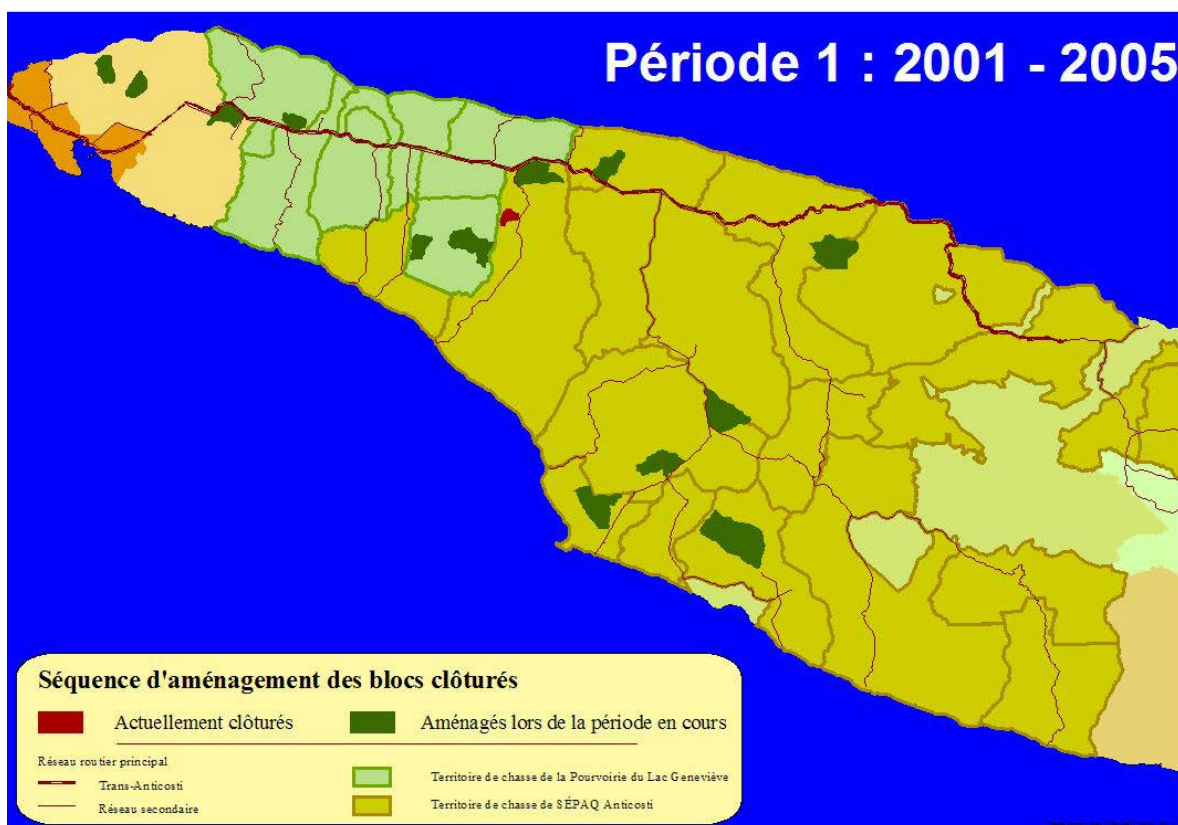 Période 1 : 2001 - 2005
Séquence d'aménagement des blocs clôturés
Actuellement clôturés
Aménagés lors de la période en cours
Réseau routier principal
Trans-Anticosti
Réseau secondaire
Territoire de chasse de la Pourvoirie du Lac Geneviève
Territoire de chasse de SÉPAQ Anticosti